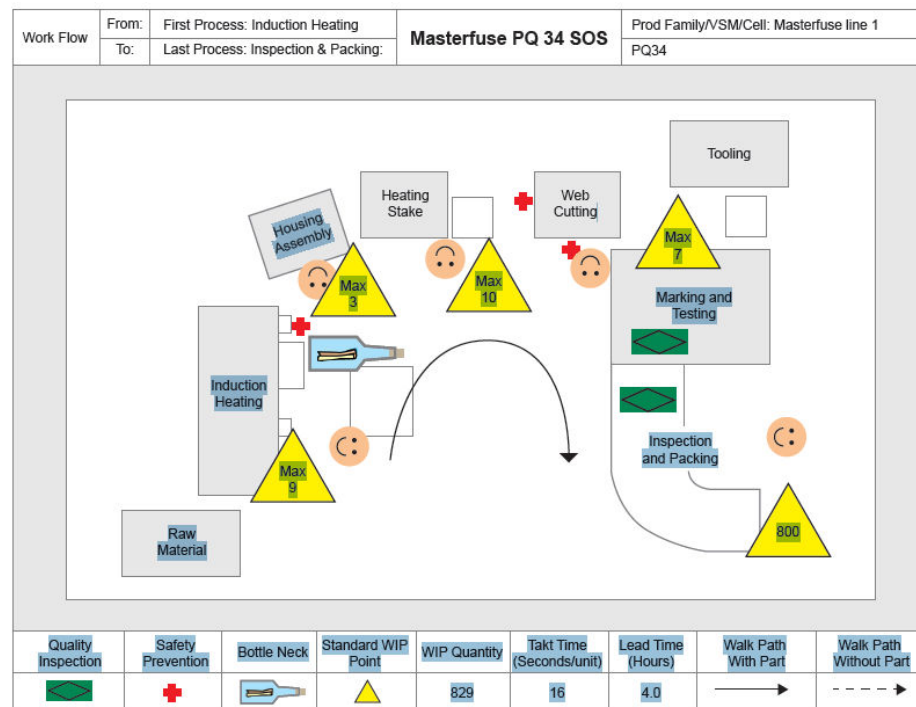 Work Flow
From:
First Process: Induction Heating
To:
Last Process: Inspection & Packing:
Masterfuse PQ 34 SOS
Prod Family/VSM/Cell: Masterfuse line 1
PQ34
Tooling
Heating
Stake
Web
Cutting
Housing
Assembly
Max
7
Max
3
Max
10
Marking and
Testing
Induction
Heating
Inspection
and Packing
Max
9
Raw
Material
800
Quality
Inspection
Safety
Prevention
Bottle Neck
Standard WIP
Point
WIP Quantity
Takt Time
(Seconds/unit)
Lead Time
(Hours)
Walk Path
With Part
Walk Path
Without Part
829
16
4.0